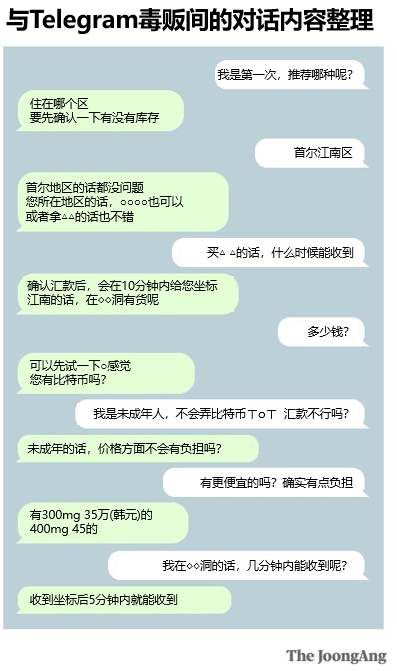 与Telegram毒贩间的对话内容整理
我是第一次，推荐哪种呢？
住在哪个区
要先确认一下有没有库存
首尔江南区
首尔地区的话都没问题
您所在地区的话，○○○○也可以
或者拿△△的话也不错
买△ △的话，什么时候能收到
确认汇款后，会在10分钟内给您坐标
江南的话，在◇◇洞有货呢
多少钱？
可以先试一下○感觉
您有比特币吗？
我是未成年人，不会弄比特币ㅜㅇㅜ 汇款不行吗？
未成年的话，价格方面不会有负担吗？
有更便宜的吗？确实有点负担
有300mg 35万(韩元)的
400mg 45的
我在◇◇洞的话，几分钟内能收到呢？
收到坐标后5分钟内就能收到
The JoongAng